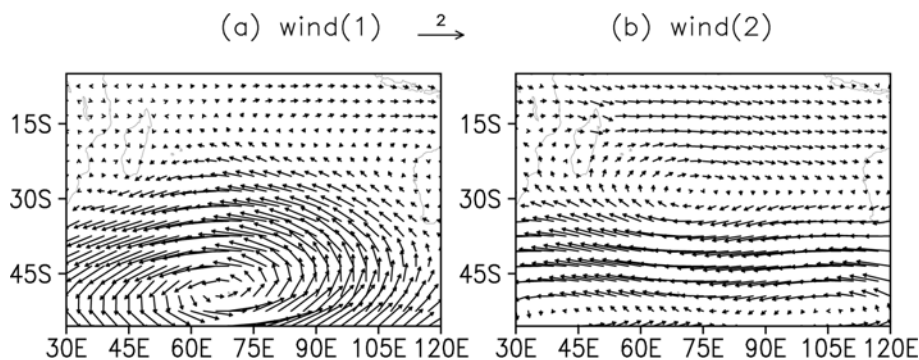 (a) wind(1) 2 (b) wind(2)
15S 15S
30S 30S
45S 45S
30E 45E 60E 75E 90E 105E 120E 30E 45E 60E 75E 90E 105E 120E